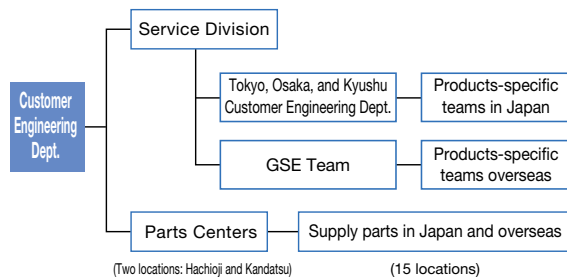 Service Division
Tokyo, Osaka, and Kyushu
Customer Engineering Dept.
Products-specific
teams in Japan
Customer
Engineering
Dept.
GSE Team
Products-specific
teams overseas
Parts Centers
Supply parts in Japan and overseas
(Two locations: Hachioji and Kandatsu)
(15 locations)